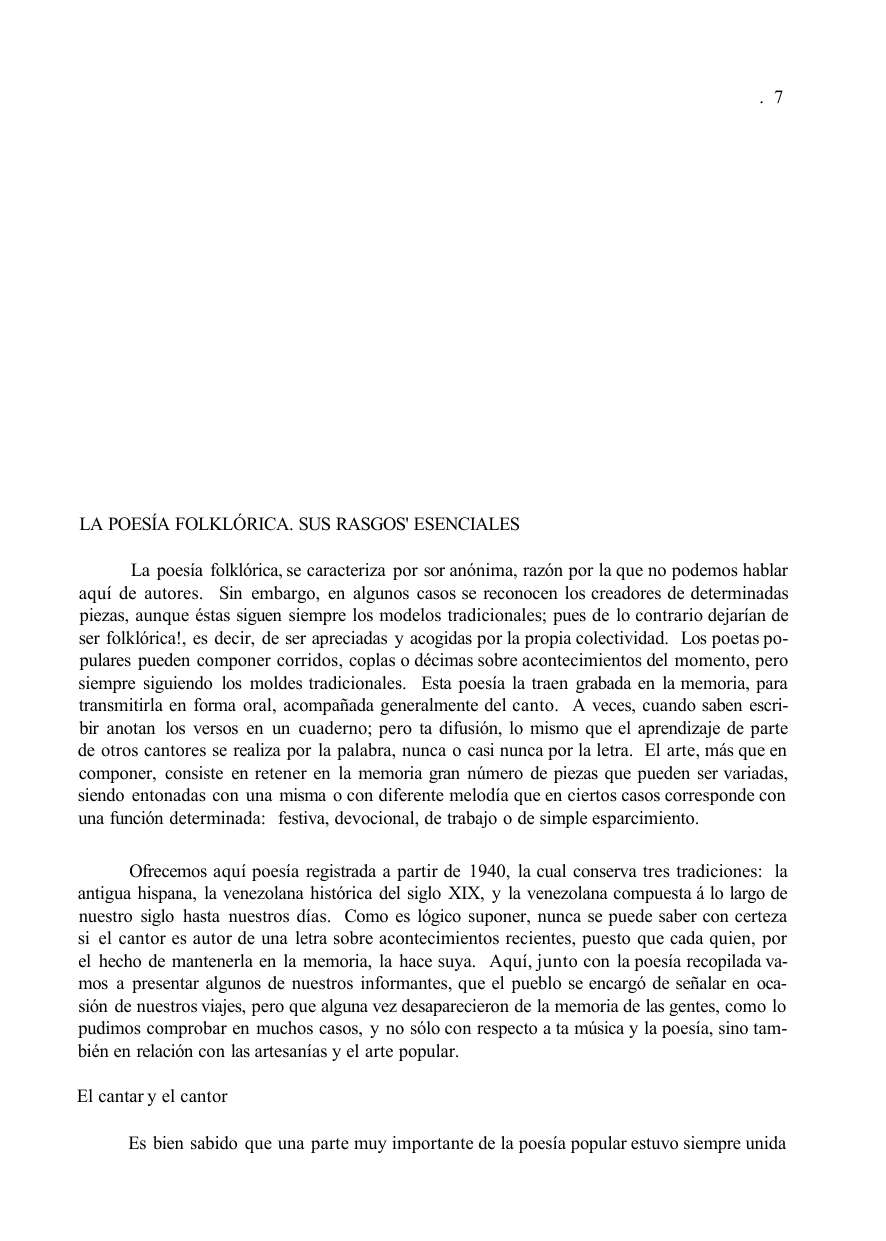 . 7
LA POESÍA FOLKLÓRICA. SUS RASGOS' ESENCIALES
La poesía folklórica, se caracteriza por sor anónima, razón por la que no podemos hablar
aquí de autores. Sin embargo, en algunos casos se reconocen los creadores de determinadas
piezas, aunque éstas siguen siempre los modelos tradicionales; pues de lo contrario dejarían de
ser folklórica!, es decir, de ser apreciadas y acogidas por la propia colectividad. Los poetas po-
pulares pueden componer corridos, coplas o décimas sobre acontecimientos del momento, pero
siempre siguiendo los moldes tradicionales. Esta poesía la traen grabada en la memoria, para
transmitirla en forma oral, acompañada generalmente del canto. A veces, cuando saben escri-
bir anotan los versos en un cuaderno; pero ta difusión, lo mismo que el aprendizaje de parte
de otros cantores se realiza por la palabra, nunca o casi nunca por la letra. El arte, más que en
componer, consiste en retener en la memoria gran número de piezas que pueden ser variadas,
siendo entonadas con una misma o con diferente melodía que en ciertos casos corresponde con
una función determinada: festiva, devocional, de trabajo o de simple esparcimiento.
Ofrecemos aquí poesía registrada a partir de 1940, la cual conserva tres tradiciones: la
antigua hispana, la venezolana histórica del siglo XIX, y la venezolana compuesta á lo largo de
nuestro siglo hasta nuestros días. Como es lógico suponer, nunca se puede saber con certeza
si el cantor es autor de una letra sobre acontecimientos recientes, puesto que cada quien, por
el hecho de mantenerla en la memoria, la hace suya. Aquí, junto con la poesía recopilada va-
mos a presentar algunos de nuestros informantes, que el pueblo se encargó de señalar en oca-
sión de nuestros viajes, pero que alguna vez desaparecieron de la memoria de las gentes, como lo
pudimos comprobar en muchos casos, y no sólo con respecto a ta música y la poesía, sino tam-
bién en relación con las artesanías y el arte popular.
El cantar y el cantor
Es bien sabido que una parte muy importante de la poesía popular estuvo siempre unida